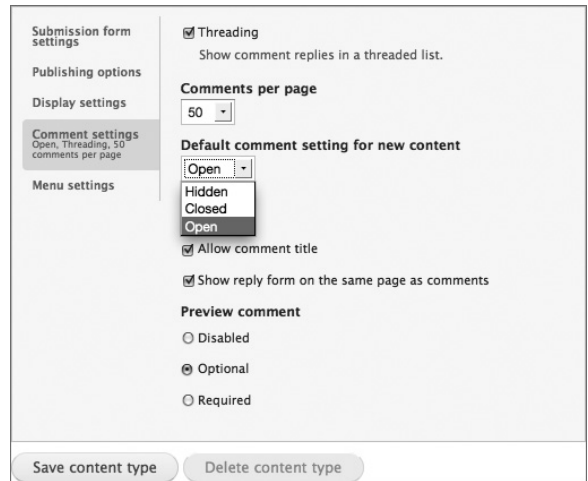 Submission form
settings
Publishing options
Display settings
Comment settings
Open, Threading, 50
comments per page
Menu settings
Threading
Show comment replies in a threaded list.
Comments per page
50
Default comment setting for new content
Open
Hidden
Closed
Open
Allow comment title
Show reply form on the same page as comments
Preview comment
Disabled
Optional
Required
Save content type
Delete content type